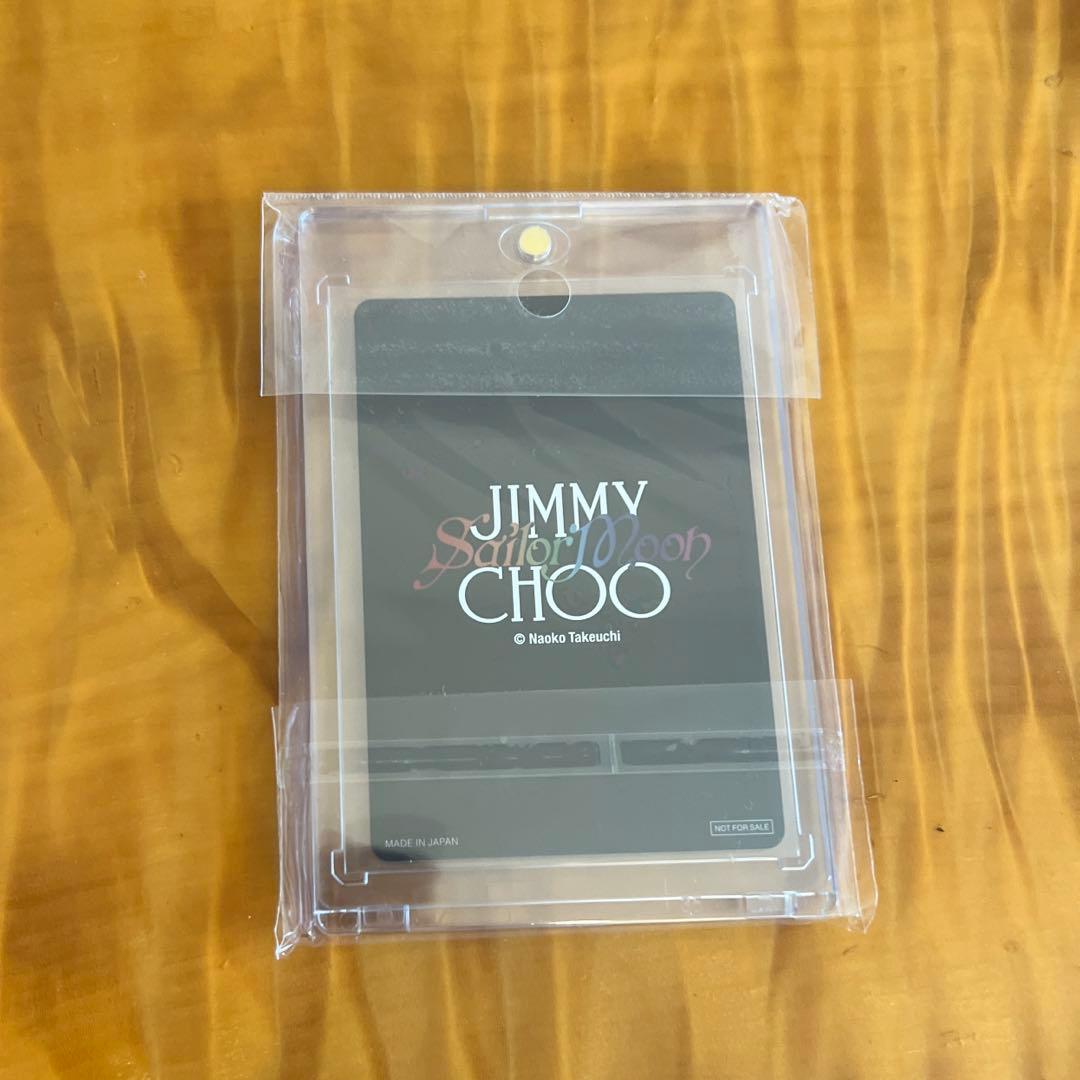 JIMMY
Sailor Moon
CHOO
© Naoko Takeuchi
NOT FOR SALE
MADE IN JAPAN